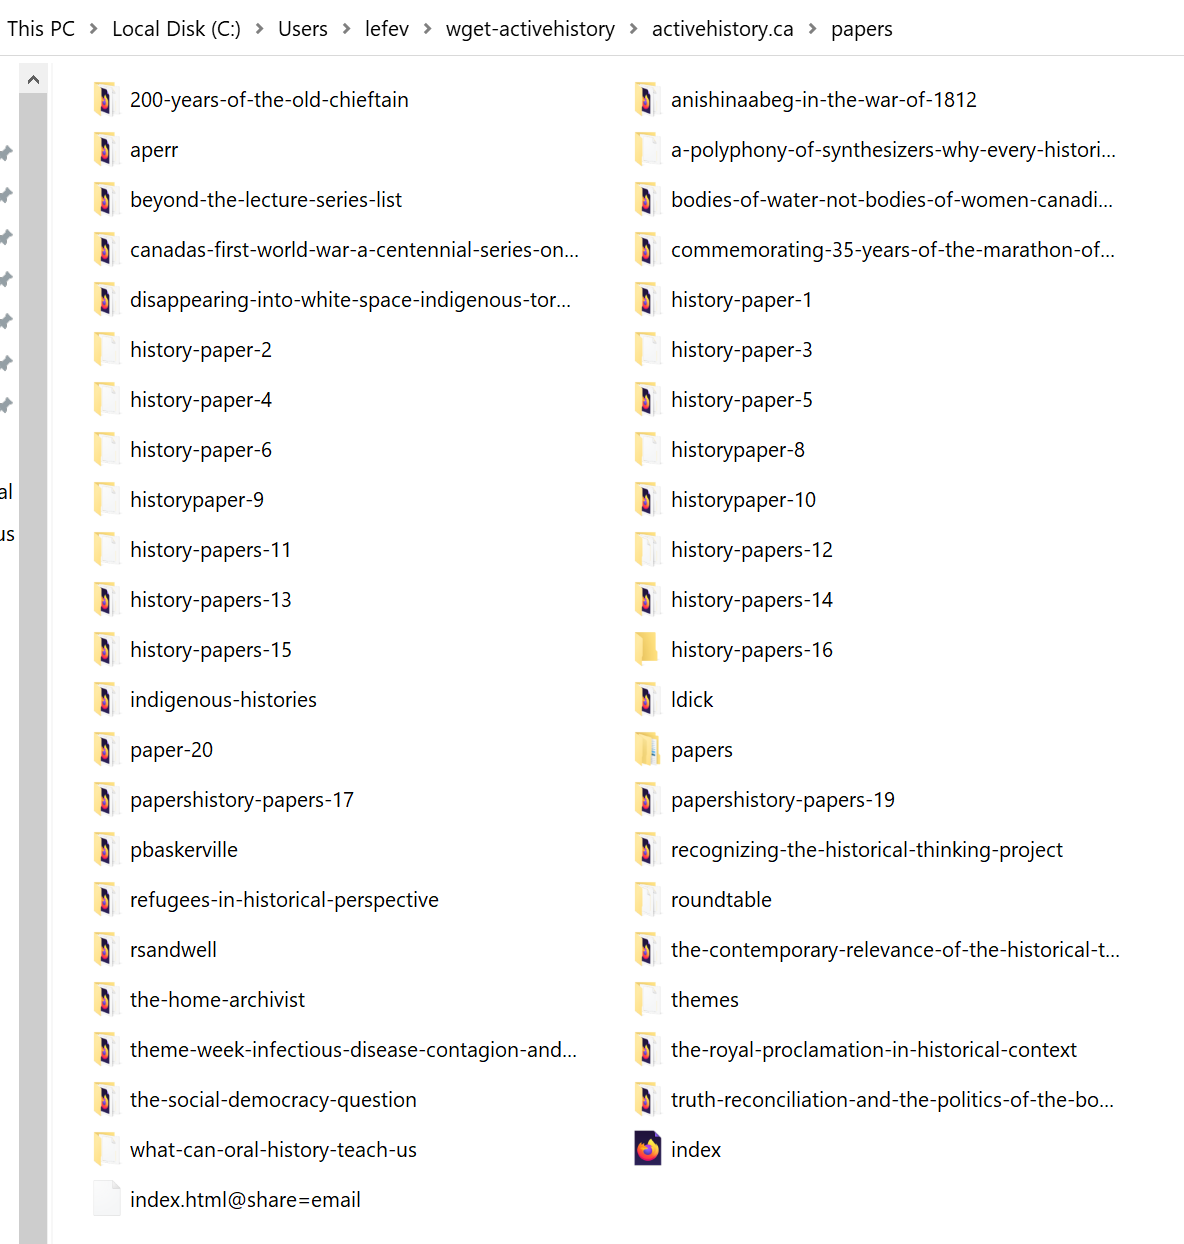 This PC > Local Disk (C:) > Users > lefev > wget-activehistory > activehistory.ca > papers
200-years-of-the-old-chieftain
anishinaabeg-in-the-war-of-1812
aperr
a-polyphony-of-synthesizers-why-every-histori...
beyond-the-lecture-series-list
bodies-of-water-not-bodies-of-women-canadi...
canadas-first-world-war-a-centennial-series-on...
commemorating-35-years-of-the-marathon-of...
disappearing-into-white-space-indigenous-tor...
history-paper-1
history-paper-2
history-paper-3
history-paper-4
history-paper-5
history-paper-6
historypaper-8
al
historypaper-9
historypaper-10
us
history-papers-11
history-papers-12
history-papers-13
history-papers-14
history-papers-15
history-papers-16
indigenous-histories
ldick
paper-20
papers
papershistory-papers-17
papershistory-papers-19
pbaskerville
recognizing-the-historical-thinking-project
refugees-in-historical-perspective
roundtable
rsandwell
the-contemporary-relevance-of-the-historical-t...
the-home-archivist
themes
theme-week-infectious-disease-contagion-and...
the-royal-proclamation-in-historical-context
the-social-democracy-question
truth-reconciliation-and-the-politics-of-the-bo...
what-can-oral-history-teach-us
index
index.html@share=email